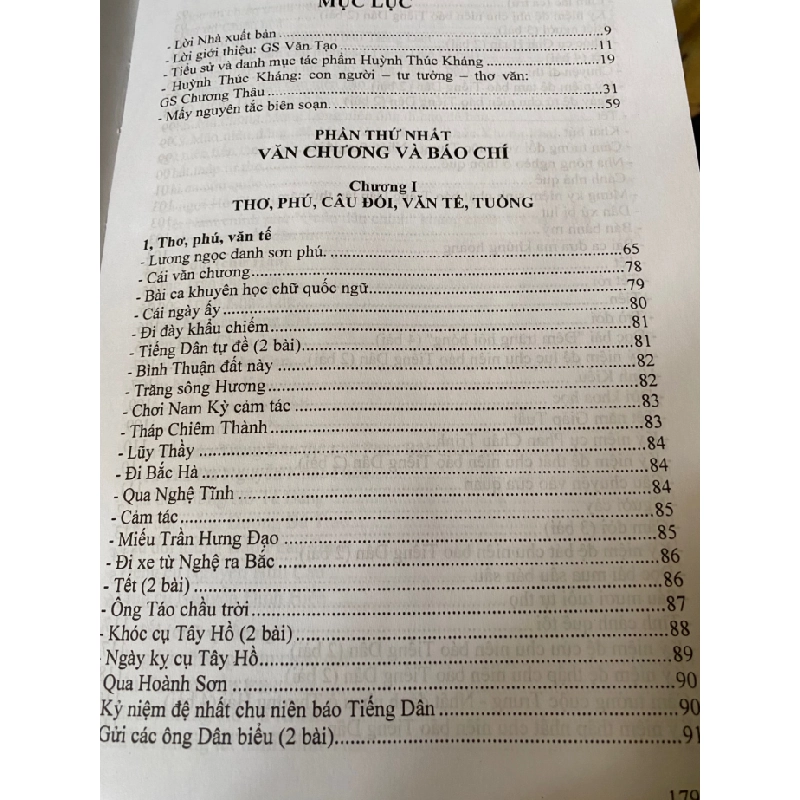 MỤC LỤC
- Lời Nhà xuất bản ........ 9
- Lời giới thiệu: GS Văn Tạo ........ 11
- Tiểu sử và danh mục tác phẩm Huỳnh Thúc Kháng ........ 19
- Huỳnh Thúc Kháng: con người – tư tưởng – thơ văn:
GS Chương Thâu ........ 31
- Mấy nguyên tắc biên soạn ........ 59
PHẦN THỨ NHẤT
VĂN CHƯƠNG VÀ BÁO CHÍ
Chương I
THƠ, PHÚ, CÂU ĐỐI, VĂN TẾ, TUỒNG
1, Thơ, phú, văn tế
- Lương ngọc danh sơn phú. ........ 65
- Cái văn chương ........ 78
- Bài ca khuyên học chữ quốc ngữ ........ 79
- Cái ngày ấy ........ 80
- Đi đày khẩu chiếm ........ 81
- Tiếng Dân tự đề (2 bài) ........ 81
- Bình Thuận đất này ........ 82
- Trăng sông Hương ........ 82
- Chơi Nam Kỳ cảm tác ........ 83
- Tháp Chiêm Thành ........ 83
- Lũy Thầy ........ 84
- Đi Bắc Hà ........ 84
- Qua Nghệ Tĩnh ........ 84
- Cảm tác ........ 85
- Miếu Trần Hưng Đạo ........ 85
- Đi xe từ Nghệ ra Bắc ........ 86
- Tết (2 bài) ........ 86
- Ông Táo chầu trời ........ 87
- Khóc cụ Tây Hồ (2 bài) ........ 88
- Ngày kỵ cụ Tây Hồ ........ 89
Qua Hoành Sơn ........ 90
Kỷ niệm đệ nhất chu niên báo Tiếng Dân ........ 90
Gửi các ông Dân biểu (2 bài) ........ 91
179